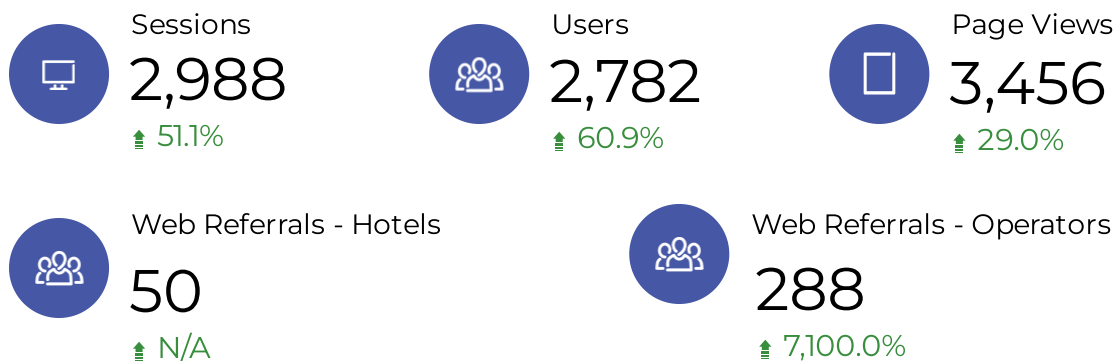 Sessions
2,988
51.1%
Users
2,782
60.9%
Page Views
3,456
29.0%
Web Referrals - Hotels
50
N/A
Web Referrals - Operators
288
7,100.0%